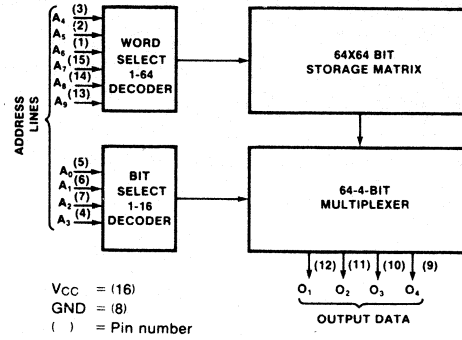 ADDRESS
LINES
A4 (3)
A5 (2)
A6 (1)
A7 (15)
A8 (14)
A9 (13)
WORD
SELECT
1-64
DECODER
64X64 BIT
STORAGE MATRIX
A0 (5)
A1 (6)
A2 (7)
A3 (4)
BIT
SELECT
1-16
DECODER
64-4-BIT
MULTIPLEXER
(12) (11) (10) (9)
O1 O2 O3 O4
OUTPUT DATA
VCC = (16)
GND = (8)
( ) = Pin number